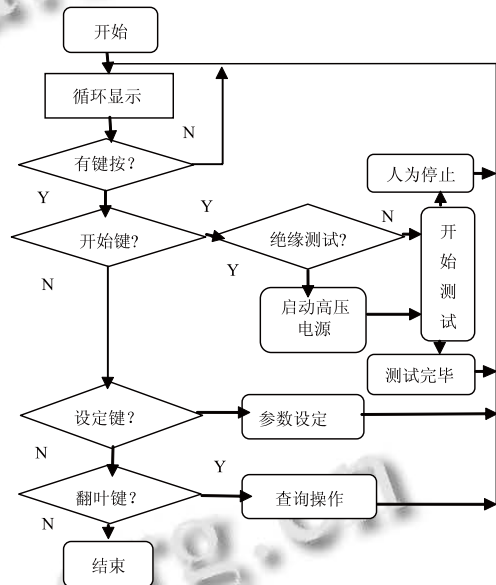 开始
循环显示
N
有键按?
Y
开始键?
Y
绝缘测试?
N
人为停止
开
始
测
试
N
Y
启动高压
电源
测试完毕
设定键?
参数设定
N
翻叶键?
Y
查询操作
N
结束
rg.cn